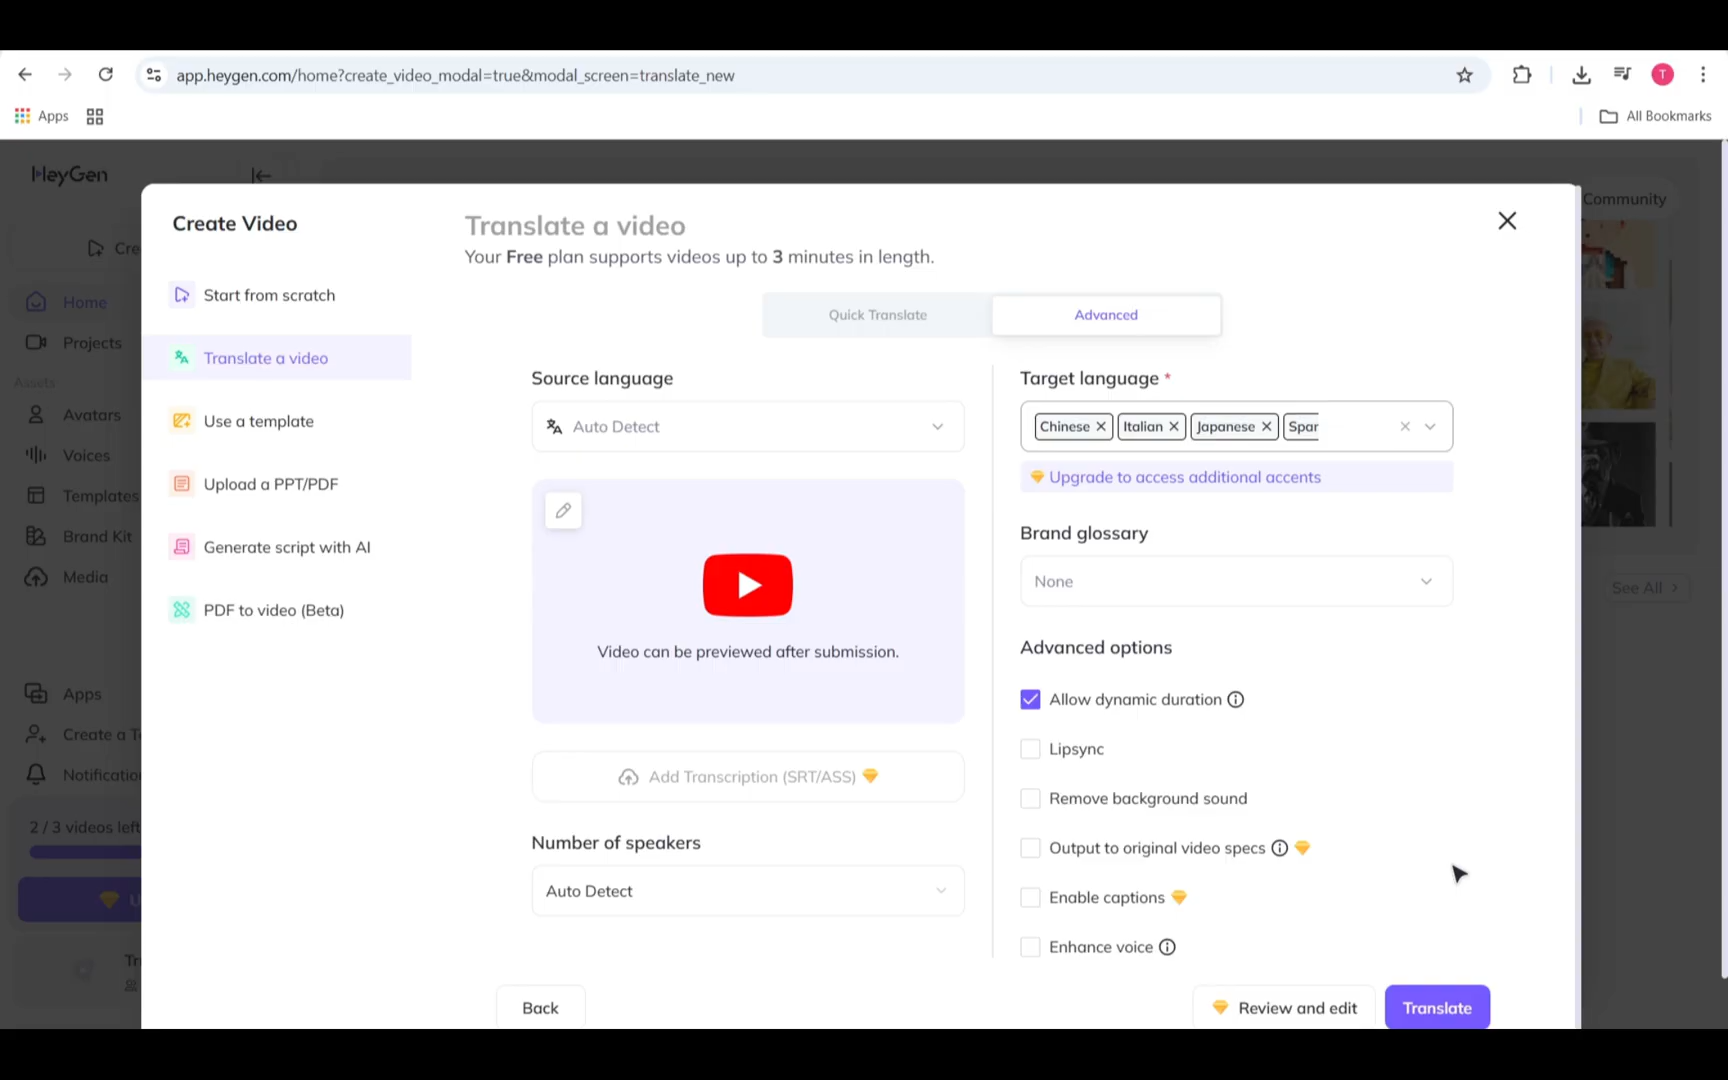 app.heygen.com/home?create_video_modal=true&modal_screen=translate_new
T
Apps
All Bookmarks
HeyGen
Community
Cre
Home
Projects
Assets
Avatars
Voices
Templates
Brand Kit
Media
Apps
Create a Te
Notification
2 / 3 videos left
U
Tr
See All >
Create Video
Start from scratch
Translate a video
Use a template
Upload a PPT/PDF
Generate script with AI
PDF to video (Beta)
Translate a video
Your Free plan supports videos up to 3 minutes in length.
Quick Translate
Advanced
Source language
Auto Detect
Video can be previewed after submission.
Add Transcription (SRT/ASS)
Number of speakers
Auto Detect
Target language *
Chinese Italian Japanese Spar
Upgrade to access additional accents
Brand glossary
None
Advanced options
Allow dynamic duration
Lipsync
Remove background sound
Output to original video specs
Enable captions
Enhance voice
Back
Review and edit
Translate